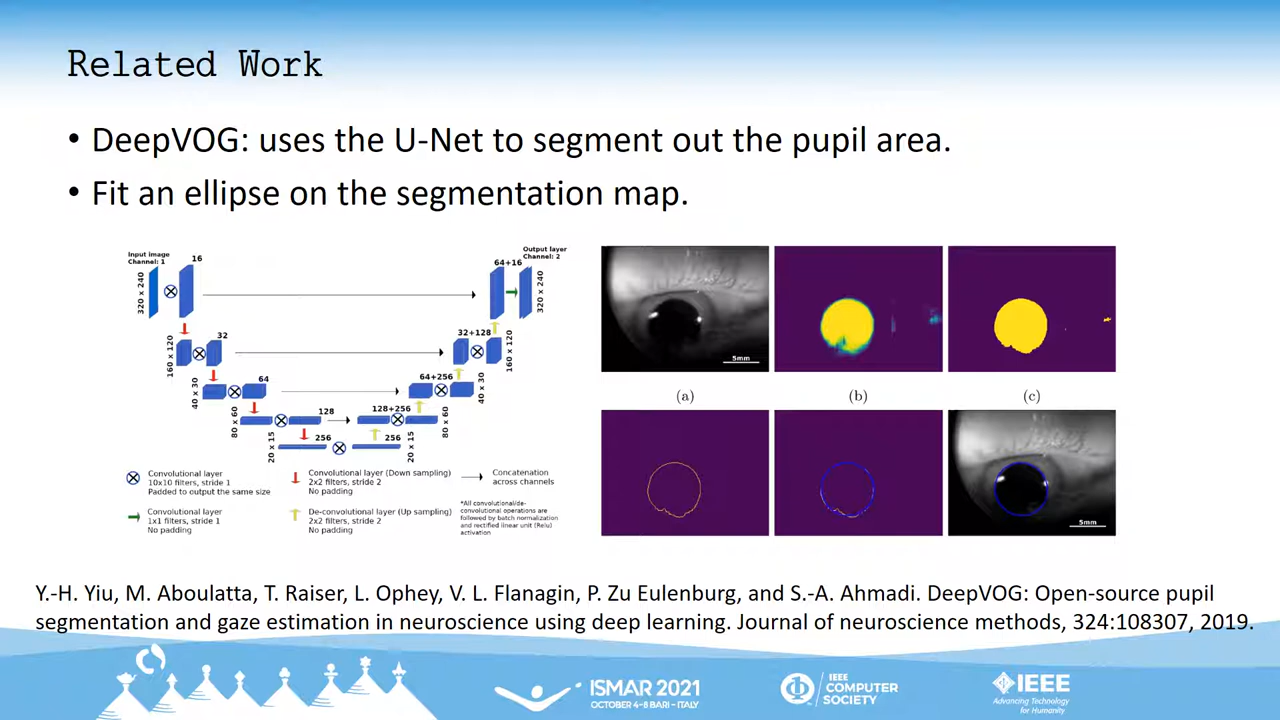 Related Work
• DeepVOG: uses the U-Net to segment out the pupil area.
• Fit an ellipse on the segmentation map.
Input image
Channel: 1
16
320 x 240
32
160 x 120
64
40 x 30
128
80 x 60
256
20 x 15
256
20 x 15
128+256
80 x 60
64+256
40 x 30
32+128
160 x 120
64+16
Output layer
Channel: 2
320 x 240
Convolutional layer
10x10 filters, stride 1
Padded to output the same size
Convolutional layer (Down sampling)
2x2 filters, stride 2
No padding
Concatenation
across channels
Convolutional layer
1x1 filters, stride 1
No padding
De-convolutional layer (Up sampling)
2x2 filters, stride 2
No padding
*All convolutional/de-
convolutional operations are
followed by batch normalization
and rectified linear unit (Relu)
activation
5mm
(a)
(b)
(c)
5mm
Y.-H. Yiu, M. Aboulatta, T. Raiser, L. Ophey, V. L. Flanagin, P. Zu Eulenburg, and S.-A. Ahmadi. DeepVOG: Open-source pupil
segmentation and gaze estimation in neuroscience using deep learning. Journal of neuroscience methods, 324:108307, 2019.
ISMAR 2021
OCTOBER 4-8 BARI - ITALY
IEEE
COMPUTER
SOCIETY
IEEE
Advancing Technology
for Humanity